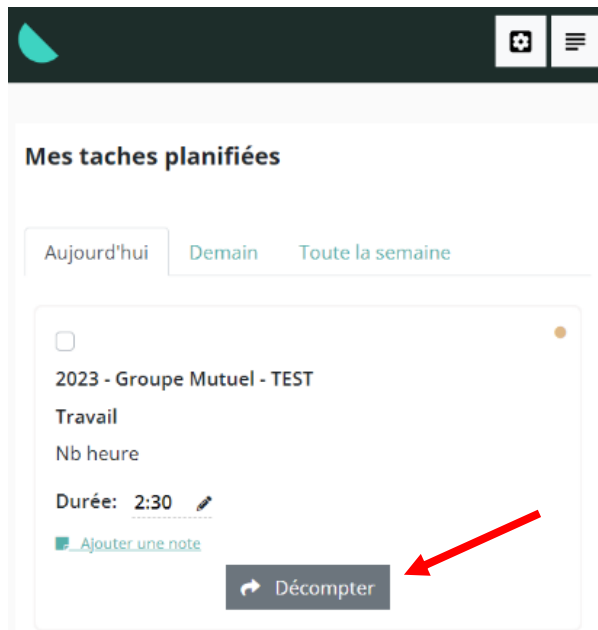 Mes taches planifiées
Aujourd'hui Demain Toute la semaine
2023 - Groupe Mutuel - TEST
Travail
Nb heure
Durée: 2:30
Ajouter une note
Décompter